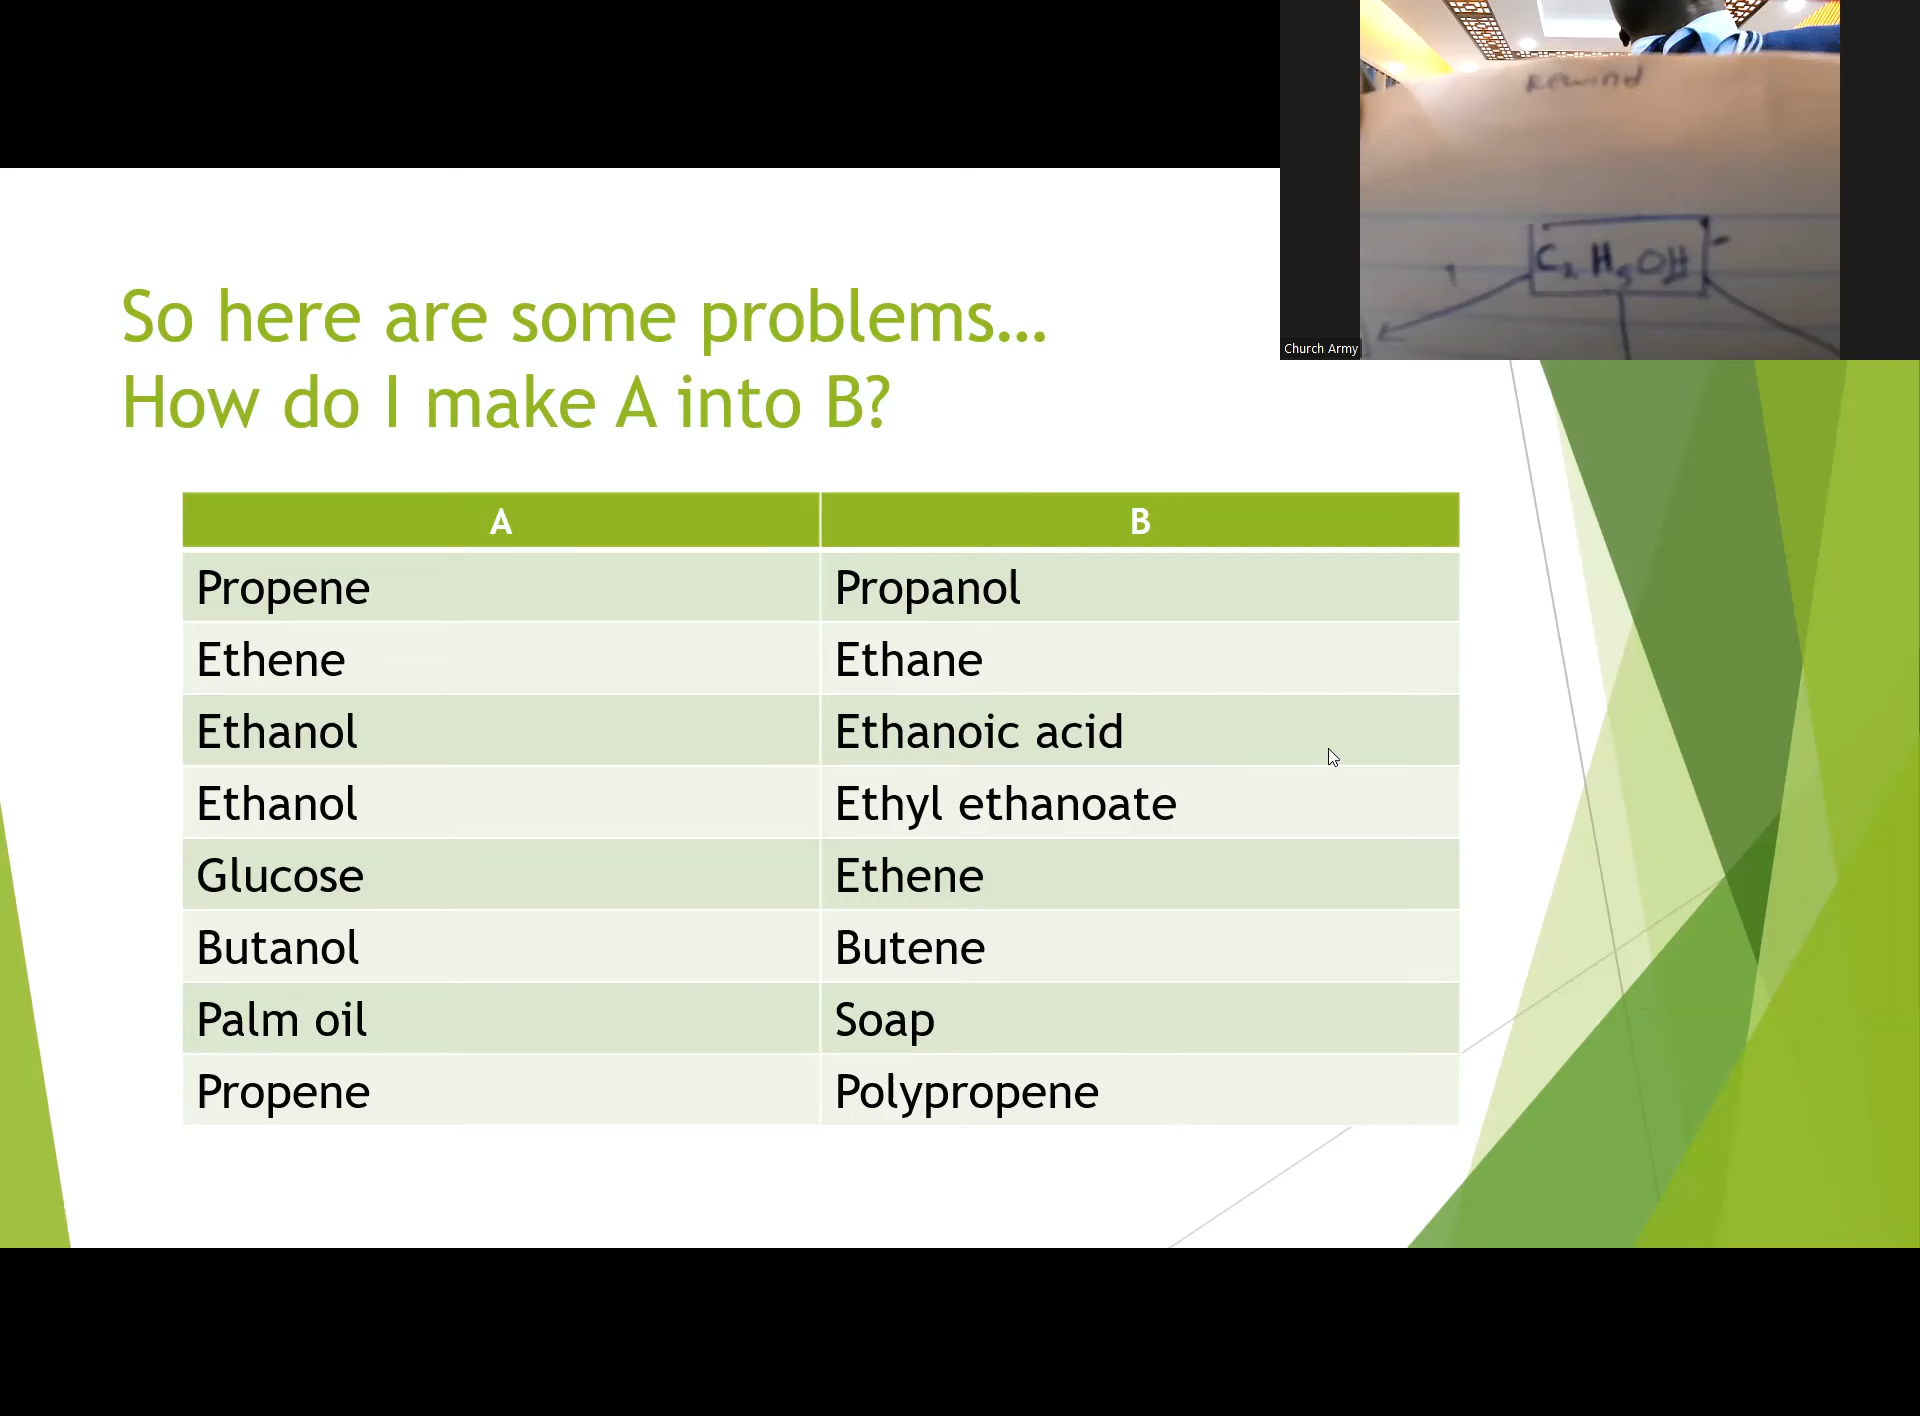 Rewind
C₂H₅OH
Church Army
So here are some problems...
How do I make A into B?
A B
Propene Propanol
Ethene Ethane
Ethanol Ethanoic acid
Ethanol Ethyl ethanoate
Glucose Ethene
Butanol Butene
Palm oil Soap
Propene Polypropene